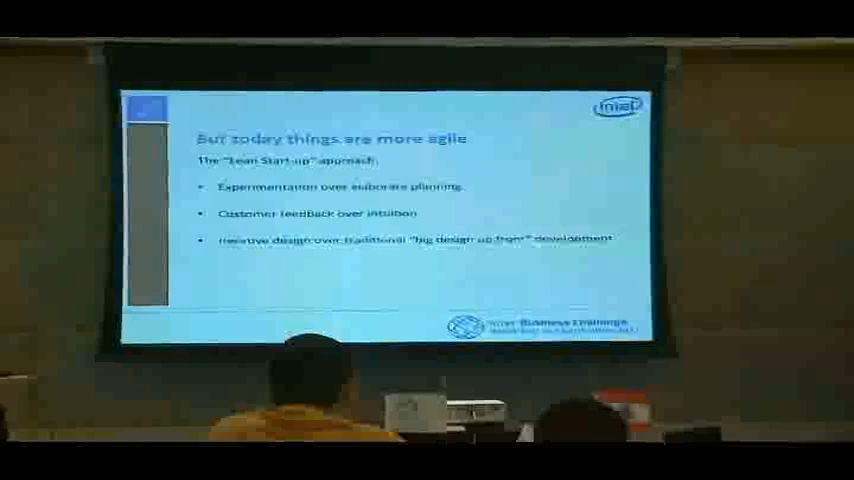 intel
But today things are more agile
The "Lean Start-up" approach.
• Experimentation over elaborate planning
• Customer feedback over intuition
• Iterative design over traditional "big design up front" development
Intel Business Challenge